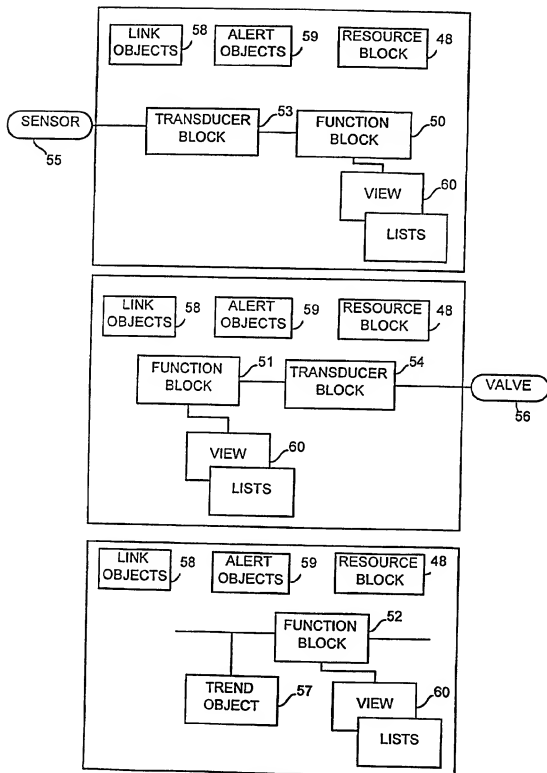 LINK OBJECTS 58
ALERT OBJECTS 59
RESOURCE BLOCK 48
SENSOR 55
TRANSDUCER BLOCK 53
FUNCTION BLOCK 50
VIEW 60
LISTS
LINK OBJECTS 58
ALERT OBJECTS 59
RESOURCE BLOCK 48
FUNCTION BLOCK 51
TRANSDUCER BLOCK 54
VALVE 56
VIEW 60
LISTS
LINK OBJECTS 58
ALERT OBJECTS 59
RESOURCE BLOCK 48
FUNCTION BLOCK 52
TREND OBJECT 57
VIEW 60
LISTS